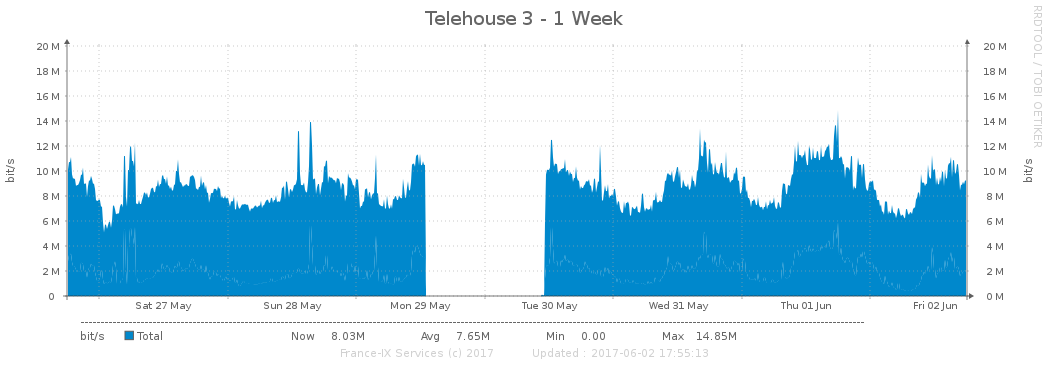 Telehouse 3 - 1 Week
RRDTOOL / TOBI OETIKER
bit/s
bit/s
20 M 20 M
18 M 18 M
16 M 16 M
14 M 14 M
12 M 12 M
10 M 10 M
8 M 8 M
6 M 6 M
4 M 4 M
2 M 2 M
0 0 M
Sat 27 May Sun 28 May Mon 29 May Tue 30 May Wed 31 May Thu 01 Jun Fri 02 Jun
bit/s Total Now 8.03M Avg 7.65M Min 0.00 Max 14.85M
France-IX Services (c) 2017 Updated : 2017-06-02 17:55:13